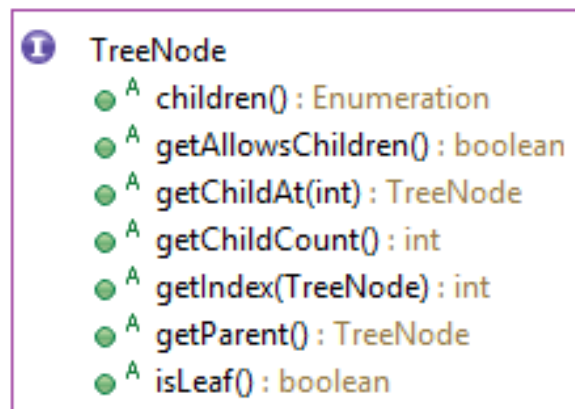 I TreeNode
A children() : Enumeration
A getAllowsChildren() : boolean
A getChildAt(int) : TreeNode
A getChildCount() : int
A getIndex(TreeNode) : int
A getParent() : TreeNode
A isLeaf() : boolean